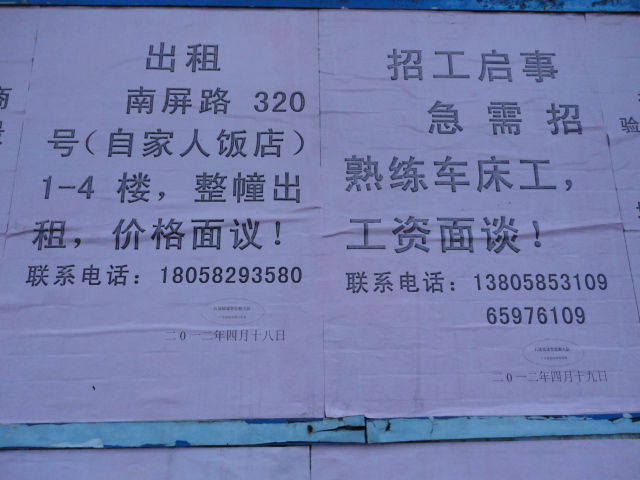 出租
南屏路 320
号(自家人饭店)
1-4 楼，整幢出
租，价格面议！
联系电话：18058293580
二0一二年四月十八日
招工启事
急需招
熟练车床工，
工资面谈！
联系电话：13805853109
65976109
二0一二年四月十九日
验